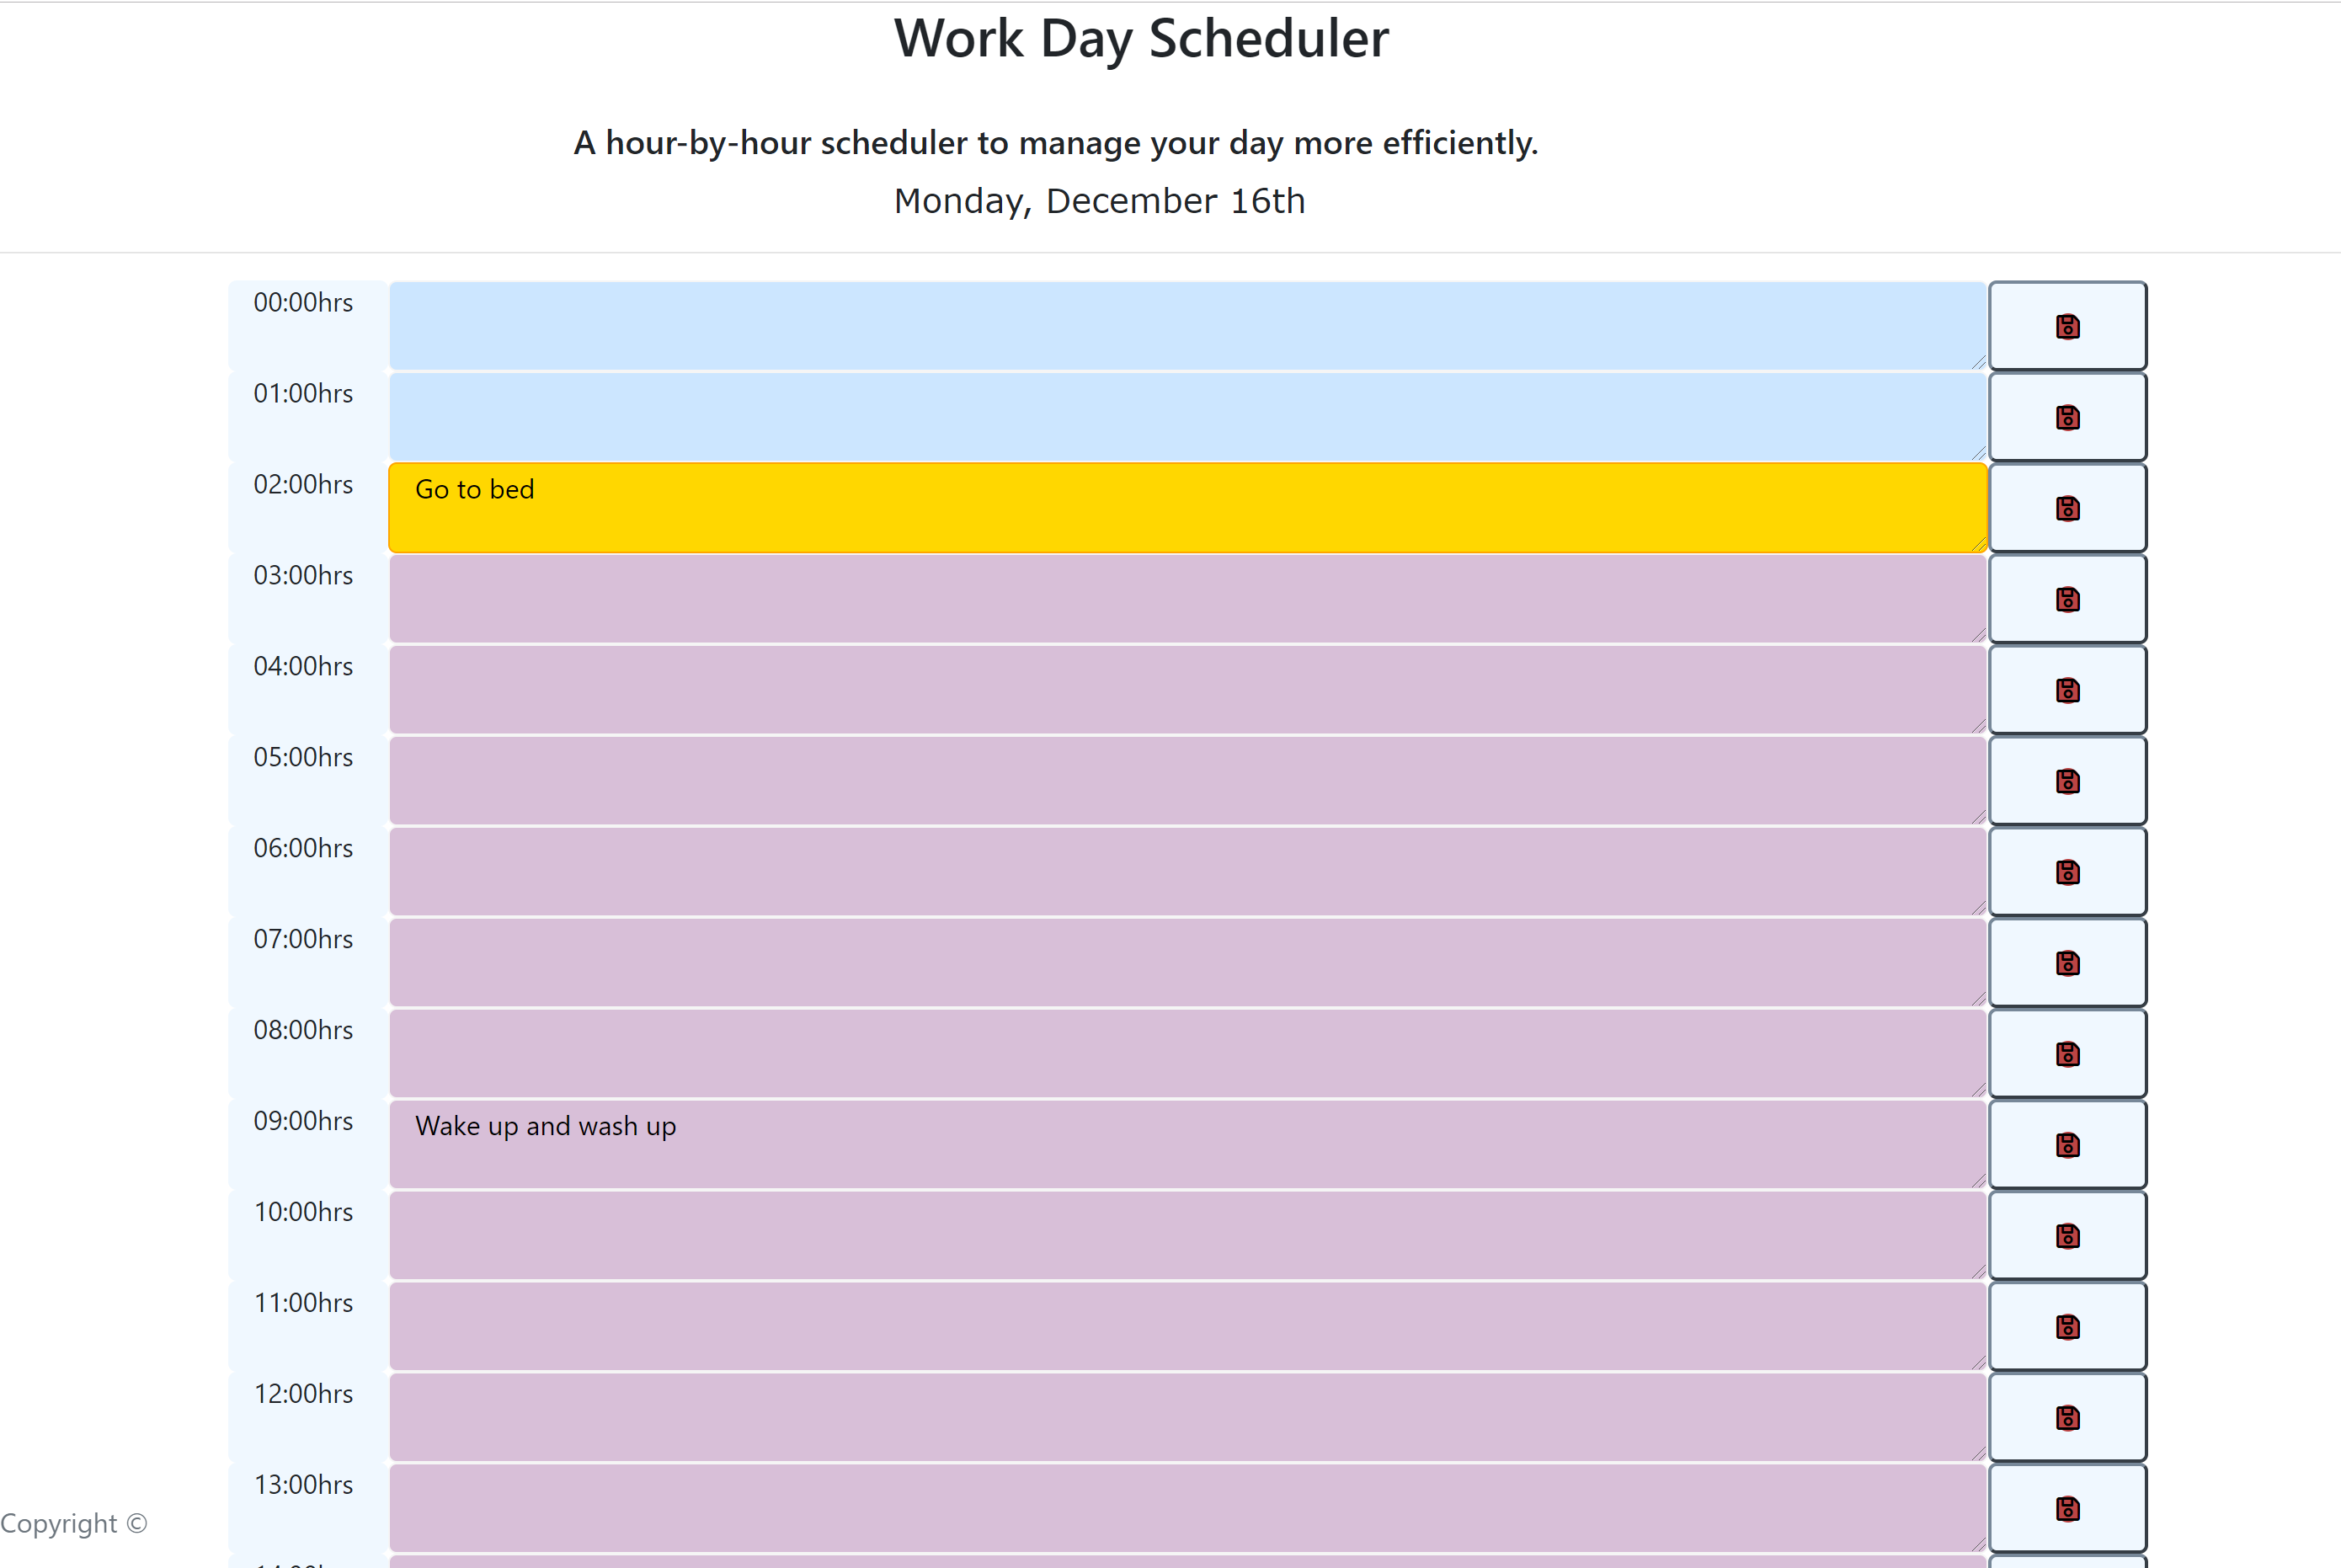 Work Day Scheduler
A hour-by-hour scheduler to manage your day more efficiently.
Monday, December 16th
00:00hrs
01:00hrs
02:00hrs Go to bed
03:00hrs
04:00hrs
05:00hrs
06:00hrs
07:00hrs
08:00hrs
09:00hrs Wake up and wash up
10:00hrs
11:00hrs
12:00hrs
13:00hrs
Copyright ©